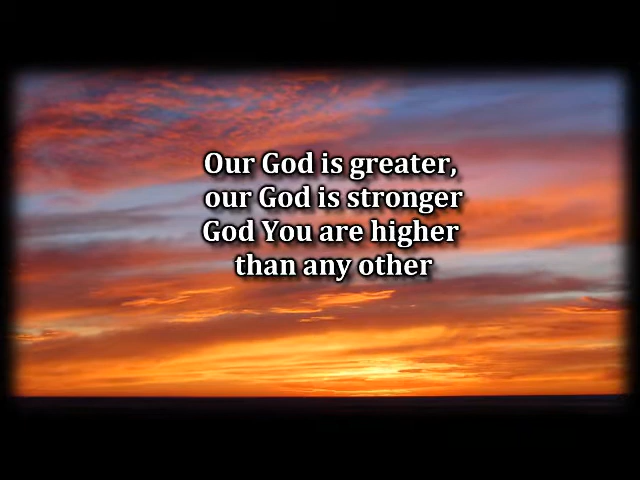 Our God is greater,
our God is stronger
God You are higher
than any other